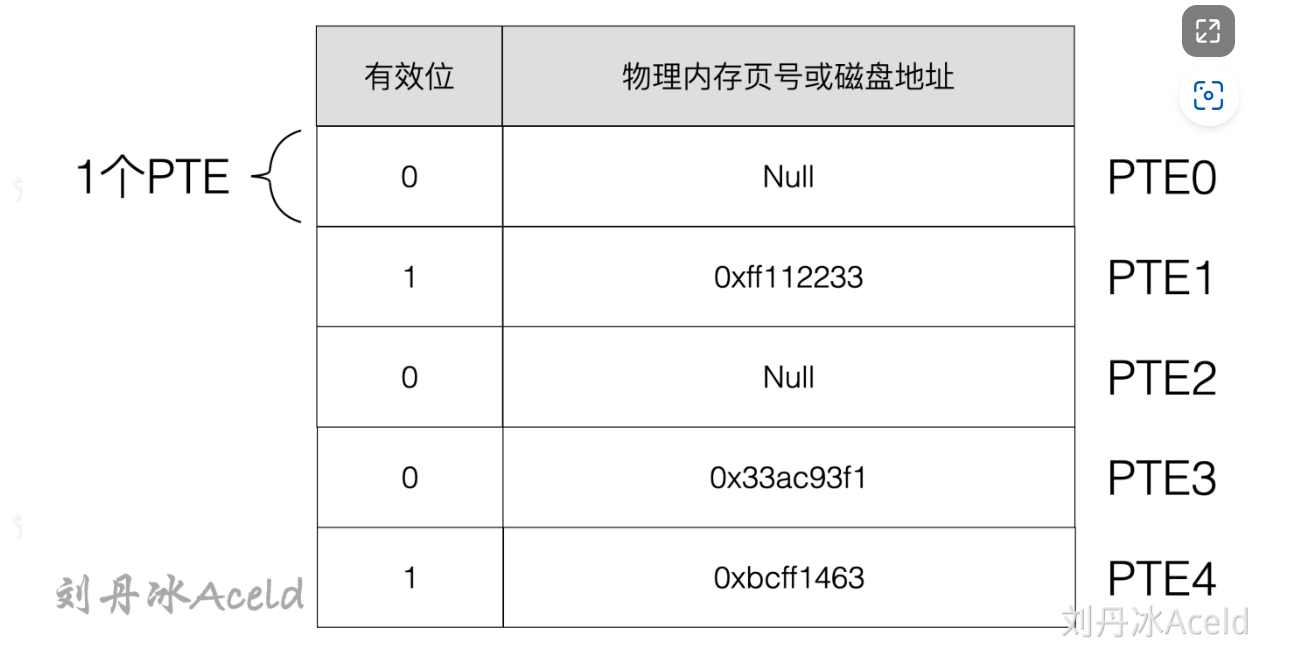 有效位 物理内存页号或磁盘地址
1个PTE 0 Null PTE0
1 0xff112233 PTE1
0 Null PTE2
0 0x33ac93f1 PTE3
1 0xbcff1463 PTE4
刘丹冰Aceld
刘丹冰Aceld